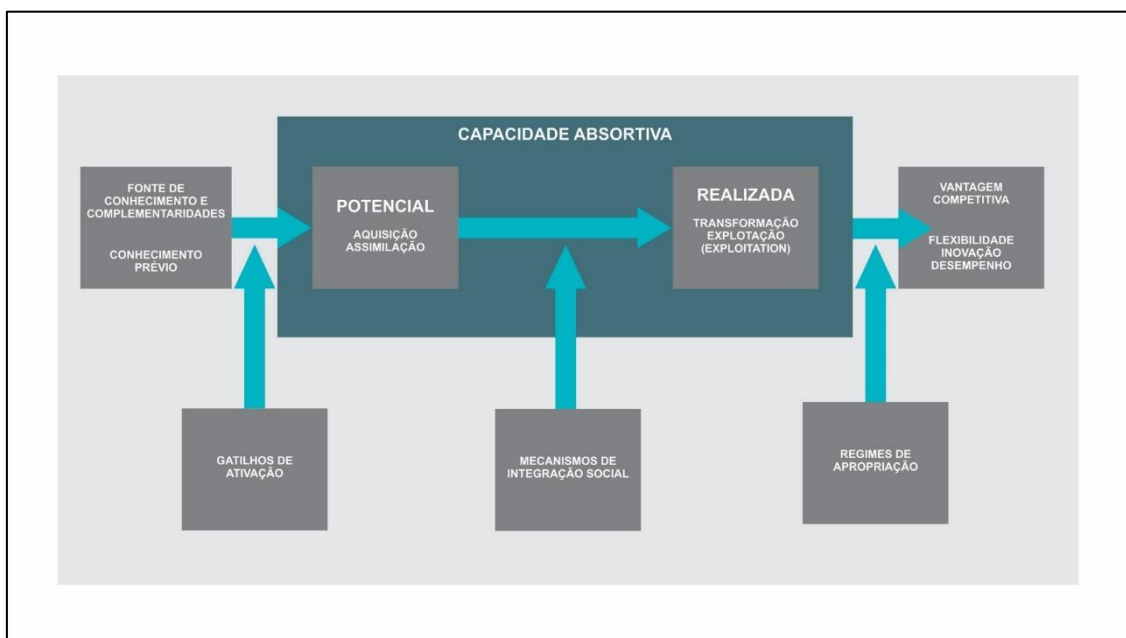 CAPACIDADE ABSORTIVA
FONTE DE
CONHECIMENTO E
COMPLEMENTARIDADES
CONHECIMENTO
PRÉVIO
POTENCIAL
AQUISIÇÃO
ASSIMILAÇÃO
REALIZADA
TRANSFORMAÇÃO
EXPLOTAÇÃO
(EXPLOITATION)
VANTAGEM
COMPETITIVA
FLEXIBILIDADE
INOVAÇÃO
DESEMPENHO
GATILHOS DE
ATIVAÇÃO
MECANISMOS DE
INTEGRAÇÃO SOCIAL
REGIMES DE
APROPRIAÇÃO